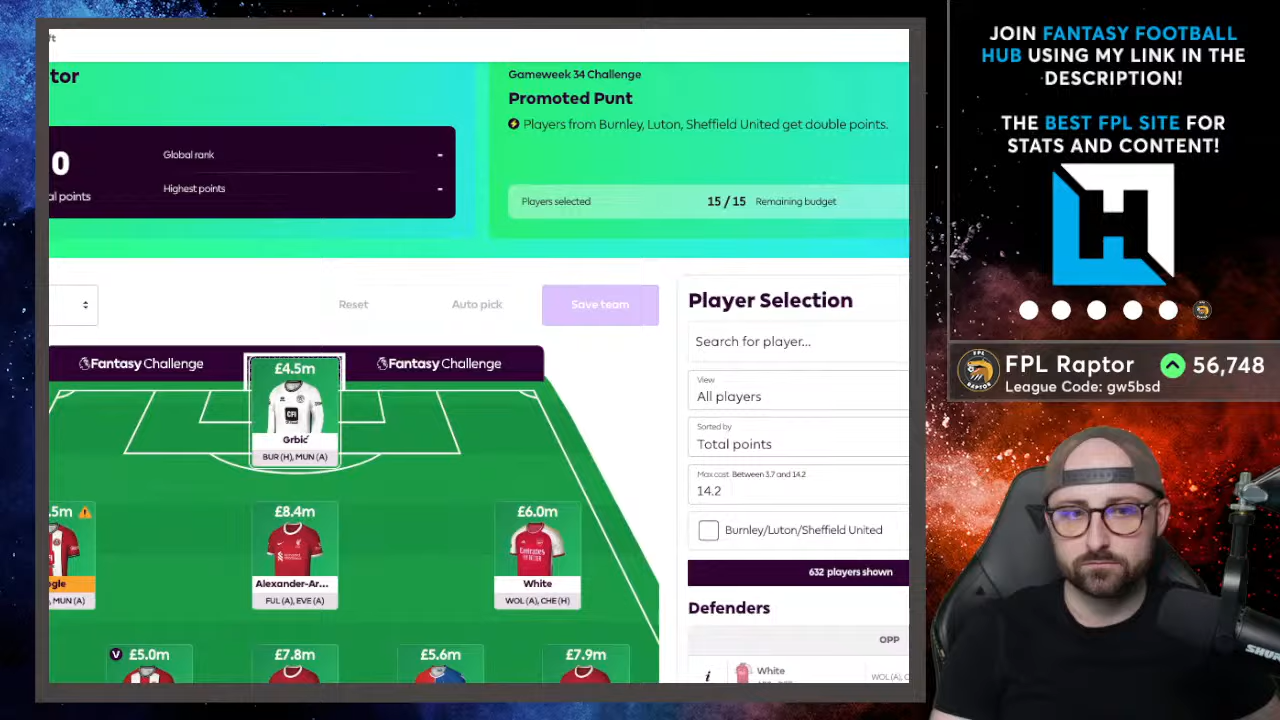 ft
tor
Gameweek 34 Challenge
Promoted Punt
Players from Burnley, Luton, Sheffield United get double points.
0
al points
Global rank -
Highest points -
Players selected 15 / 15 Remaining budget
Reset Auto pick Save team
Fantasy Challenge Fantasy Challenge
£4.5m
Grbić
BUR (H), MUN (A)
.5m £8.4m £6.0m
gle Alexander-Ar... White
, MUN (A) FUL (A), EVE (A) WOL (A), CHE (H)
V £5.0m £7.8m £5.6m £7.9m
Player Selection
Search for player...
View
All players
Sorted by
Total points
Max cost Between 3.7 and 14.2
14.2
Burnley/Luton/Sheffield United
632 players shown
Defenders
OPP
i White
WOL(A), C
JOIN FANTASY FOOTBALL
HUB USING MY LINK IN THE
DESCRIPTION!
THE BEST FPL SITE FOR
STATS AND CONTENT!
H
FPL Raptor 56,748
League Code: gw5bsd